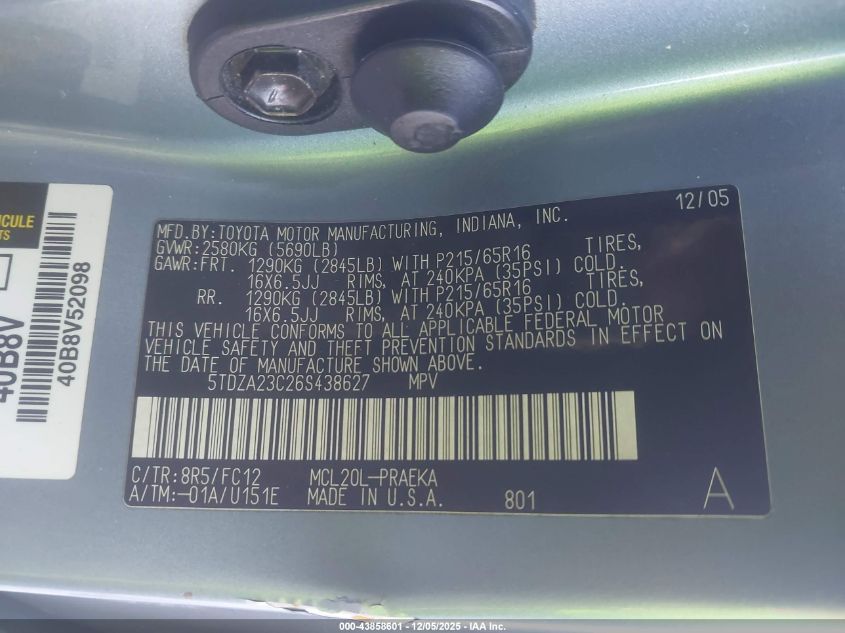 MFD.BY:TOYOTA MOTOR MANUFACTURING, INDIANA, INC. 12/05
GVWR:2580KG (5690LB)
GAWR:FRT. 1290KG (2845LB) WITH P215/65R16 TIRES,
16X6.5JJ RIMS, AT 240KPA (35PSI) COLD.
RR. 1290KG (2845LB) WITH P215/65R16 TIRES,
16X6.5JJ RIMS, AT 240KPA (35PSI) COLD.
THIS VEHICLE CONFORMS TO ALL APPLICABLE FEDERAL MOTOR
VEHICLE SAFETY AND THEFT PREVENTION STANDARDS IN EFFECT ON
THE DATE OF MANUFACTURE SHOWN ABOVE.
5TDZA23C26S438627 MPV
C/TR:8R5/FC12 MCL20L-PRAEKA
A/TM:-01A/U151E MADE IN U.S.A. 801 A
40B8V
40B8V52098
000-43858601 - 12/05/2025 - IAA Inc.